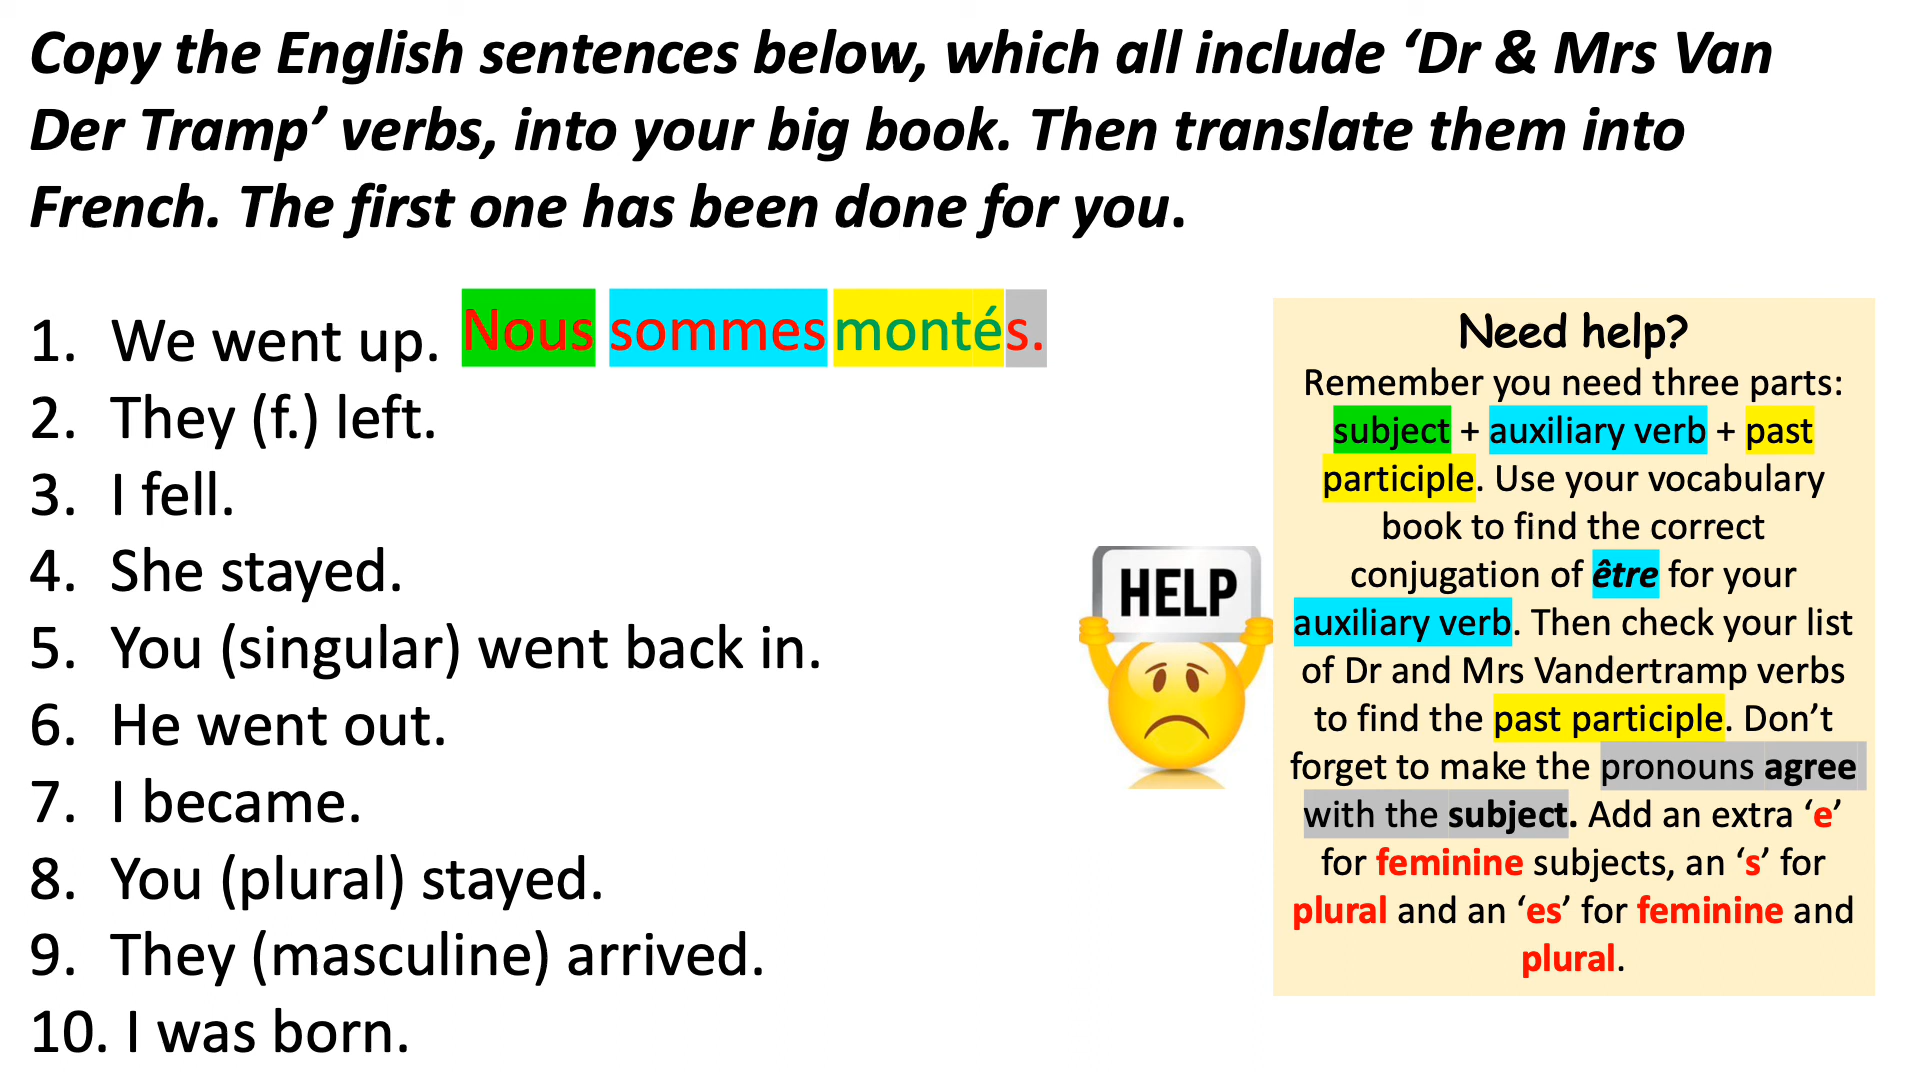 Copy the English sentences below, which all include ‘Dr & Mrs Van
Der Tramp’ verbs, into your big book. Then translate them into
French. The first one has been done for you.
1. We went up. Nous sommes montés.
2. They (f.) left.
3. I fell.
4. She stayed.
5. You (singular) went back in.
6. He went out.
7. I became.
8. You (plural) stayed.
9. They (masculine) arrived.
10. I was born.
HELP
Need help?
Remember you need three parts:
subject + auxiliary verb + past
participle. Use your vocabulary
book to find the correct
conjugation of être for your
auxiliary verb. Then check your list
of Dr and Mrs Vandertramp verbs
to find the past participle. Don’t
forget to make the pronouns agree
with the subject. Add an extra ‘e’
for feminine subjects, an ‘s’ for
plural and an ‘es’ for feminine and
plural.